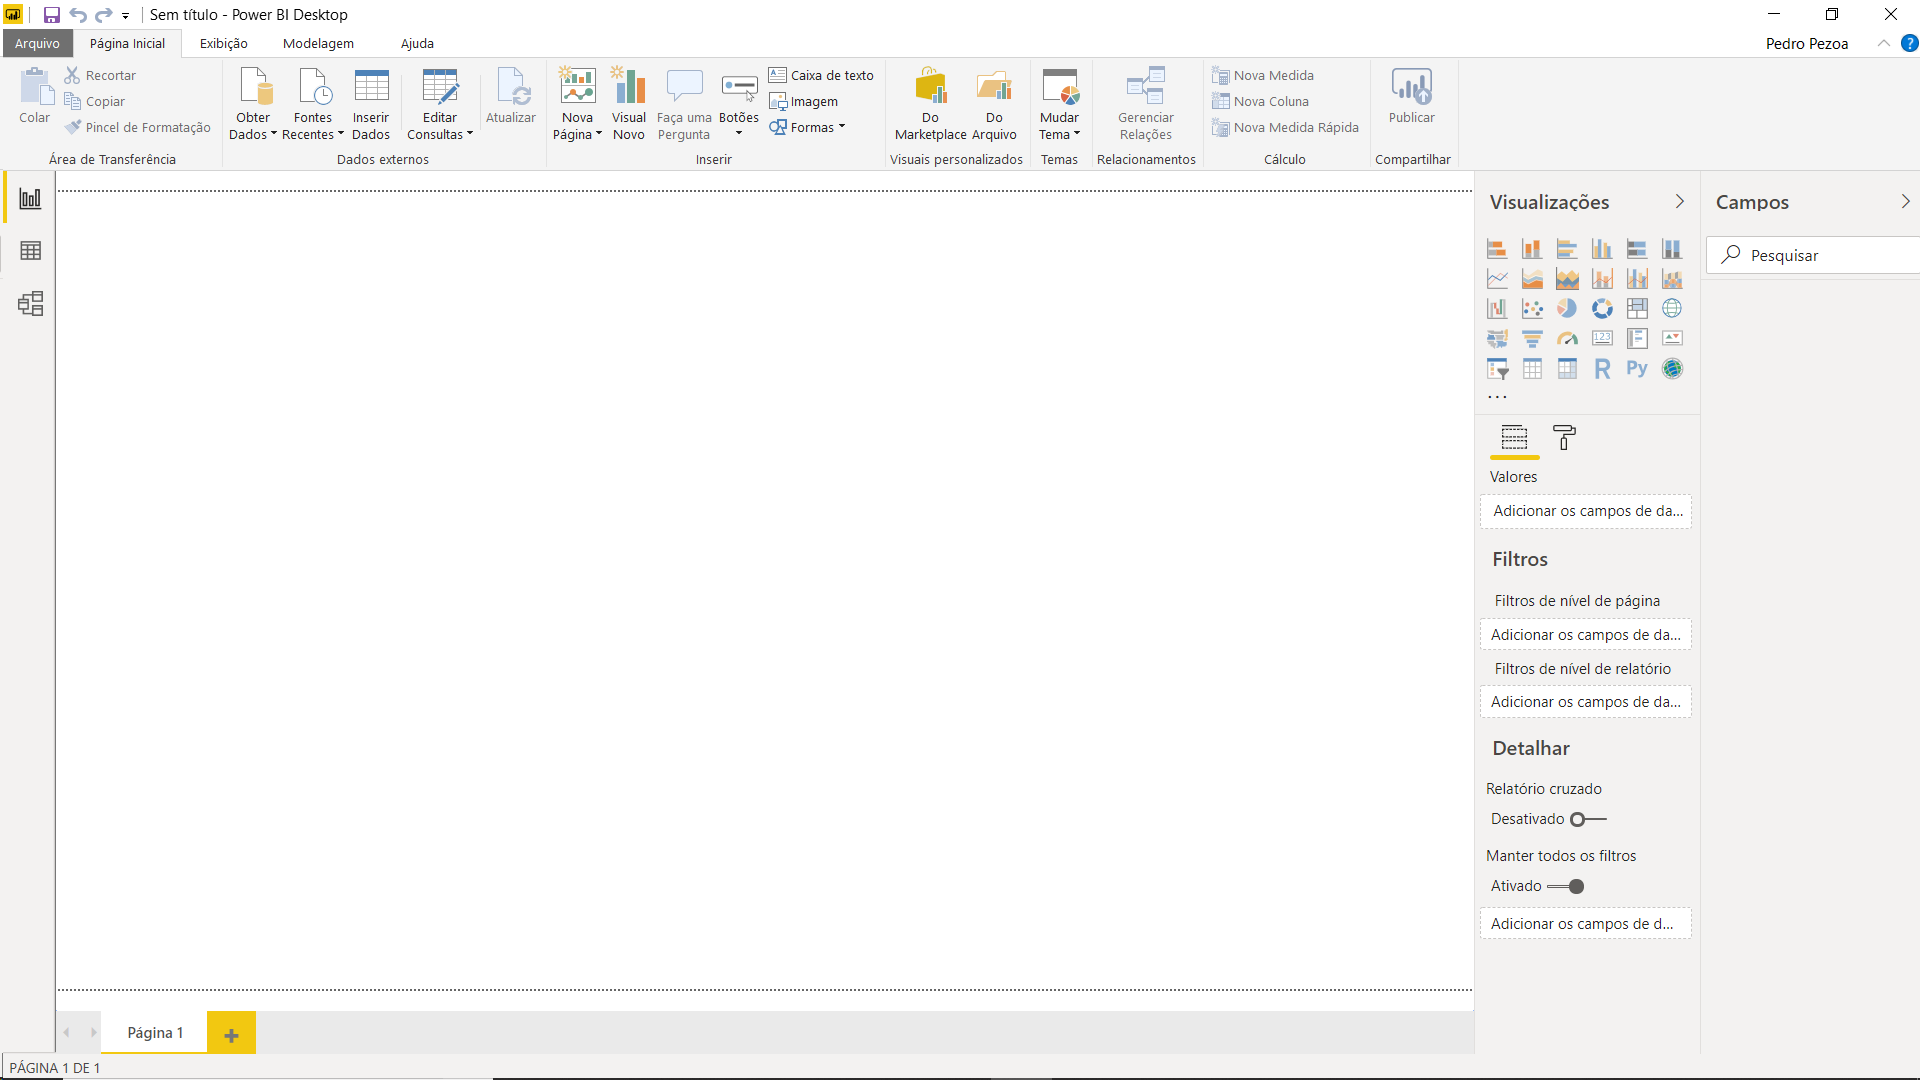 Sem título - Power BI Desktop
Arquivo Página Inicial Exibição Modelagem Ajuda Pedro Pezoa ?
Colar
Recortar
Copiar
Pincel de Formatação
Área de Transferência
Obter Dados
Fontes Recentes
Inserir Dados
Editar Consultas
Atualizar
Dados externos
Nova Página
Visual Novo
Faça uma Pergunta
Botões
Caixa de texto
Imagem
Formas
Inserir
Do Marketplace
Do Arquivo
Visuais personalizados
Mudar Tema
Temas
Gerenciar Relações
Relacionamentos
Nova Medida
Nova Coluna
Nova Medida Rápida
Cálculo
Publicar
Compartilhar
Visualizações
123
R Py
...
Valores
Adicionar os campos de da...
Filtros
Filtros de nível de página
Adicionar os campos de da...
Filtros de nível de relatório
Adicionar os campos de da...
Detalhar
Relatório cruzado
Desativado
Manter todos os filtros
Ativado
Adicionar os campos de d...
Campos
Pesquisar
Página 1
PÁGINA 1 DE 1